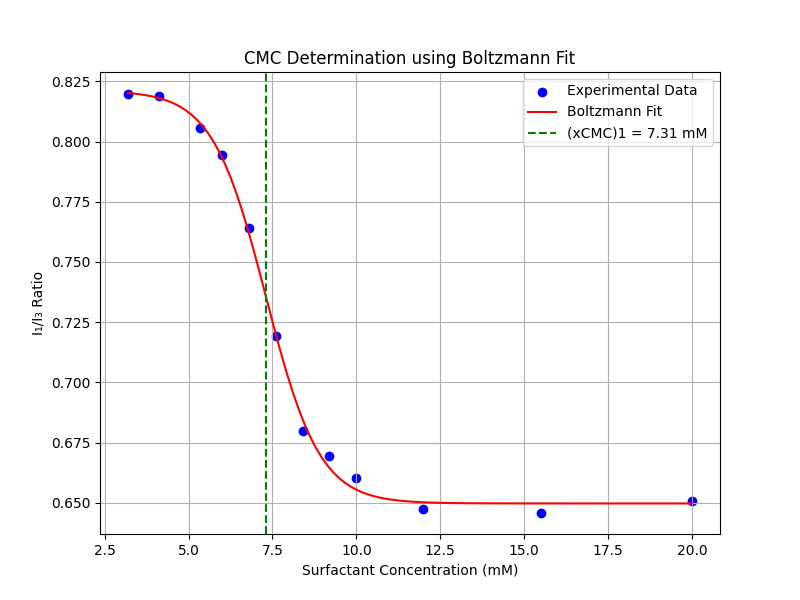 CMC Determination using Boltzmann Fit
Experimental Data
Boltzmann Fit
(xCMC)1 = 7.31 mM
I₁/I₃ Ratio
0.825
0.800
0.775
0.750
0.725
0.700
0.675
0.650
2.5 5.0 7.5 10.0 12.5 15.0 17.5 20.0
Surfactant Concentration (mM)